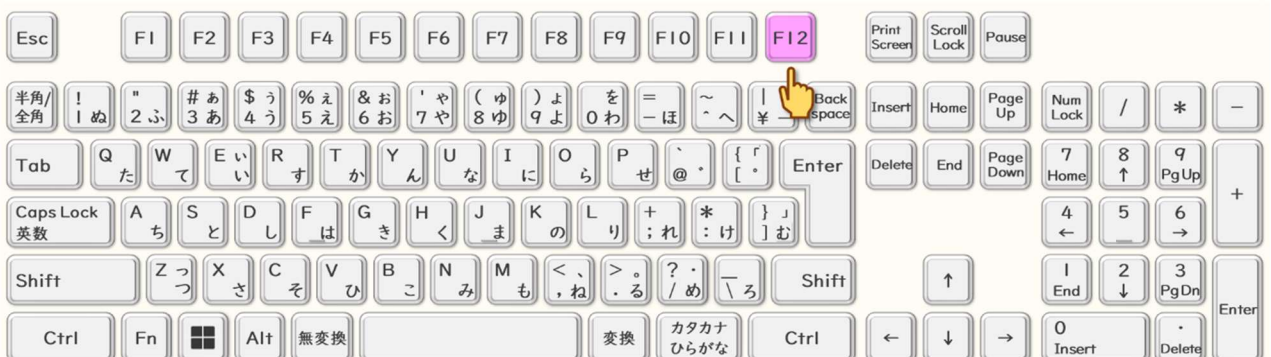 Esc F1 F2 F3 F4 F5 F6 F7 F8 F9 F10 F11 F12 Print Screen Scroll Lock Pause
半角/全角 ! 1 ぬ " 2 ふ # ぁ 3 あ $ ぅ 4 う % ぇ 5 え & ぉ 6 お ' ゃ 7 や ( ゅ 8 ゆ ) ょ 9 よ を 0 わ = - ほ ~ ^ へ | ¥ ー Back space Insert Home Page Up Num Lock / * -
Tab Q た W て E ぃ い R す T か Y ん U な I に O ら P せ ` @ ゛ { 「 [ ゜ Enter Delete End Page Down 7 Home 8 ↑ 9 PgUp +
Caps Lock 英数 A ち S と D し F は G き H く J ま K の L り + ; れ * : け } 」 ] む 4 ← 5 6 →
Shift Z っ つ X さ C そ V ひ B こ N み M も < 、 , ね > 。 . る ? ・ / め _ \ ろ Shift ↑ 1 End 2 ↓ 3 PgDn Enter
Ctrl Fn Alt 無変換 変換 カタカナ ひらがな Ctrl ← ↓ → 0 Insert . Delete